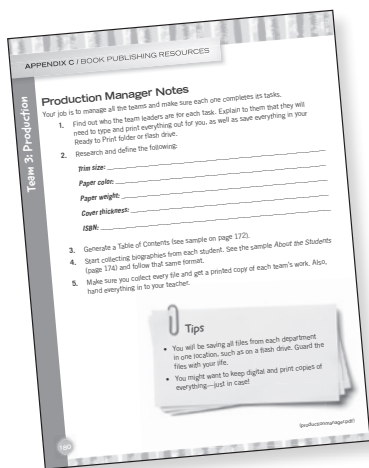 APPENDIX C / BOOK PUBLISHING RESOURCES
Team 3: Production
Production Manager Notes
Your job is to manage all the teams and make sure each one completes its tasks.
1. Find out who the team leaders are for each task. Explain to them that they will
need to type and print everything out for you, as well as save everything in your
Ready to Print folder or flash drive.
2. Research and define the following:
Trim size:
Paper color:
Paper weight:
Cover thickness:
ISBN:
3. Generate a Table of Contents (see sample on page 172).
4. Start collecting biographies from each student. See the sample About the Students
(page 174) and follow that same format.
5. Make sure you collect every file and get a printed copy of each team's work. Also,
hand everything in to your teacher.
Tips
• You will be saving all files from each department
in one location, such as on a flash drive. Guard the
files with your life.
• You might want to keep digital and print copies of
everything—just in case!
(productionmanager.pdf)
180